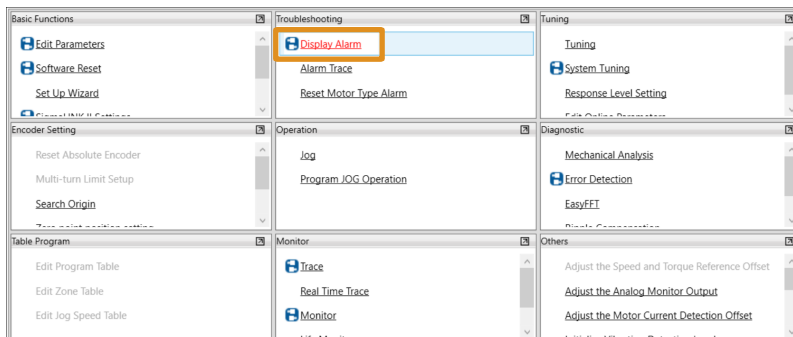 Basic Functions
Edit Parameters
Software Reset
Set Up Wizard
Troubleshooting
Display Alarm
Alarm Trace
Reset Motor Type Alarm
Tuning
Tuning
System Tuning
Response Level Setting
Edit Online Parameters
Encoder Setting
Reset Absolute Encoder
Multi-turn Limit Setup
Search Origin
Operation
Jog
Program JOG Operation
Diagnostic
Mechanical Analysis
Error Detection
EasyFFT
Table Program
Edit Program Table
Edit Zone Table
Edit Jog Speed Table
Monitor
Trace
Real Time Trace
Monitor
Others
Adjust the Speed and Torque Reference Offset
Adjust the Analog Monitor Output
Adjust the Motor Current Detection Offset